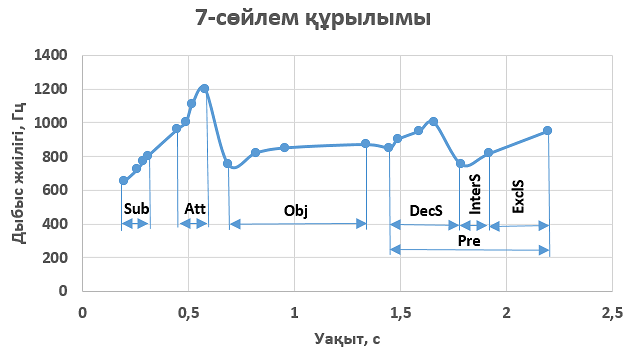 7-сөйлем құрылымы
Дыбыс жиілігі, Гц
1400
1200
1000
800
600
400
200
0
Sub
Att
Obj
DecS
InterS
ExclS
Pre
0
0,5
1
1,5
2
2,5
Уақыт, с